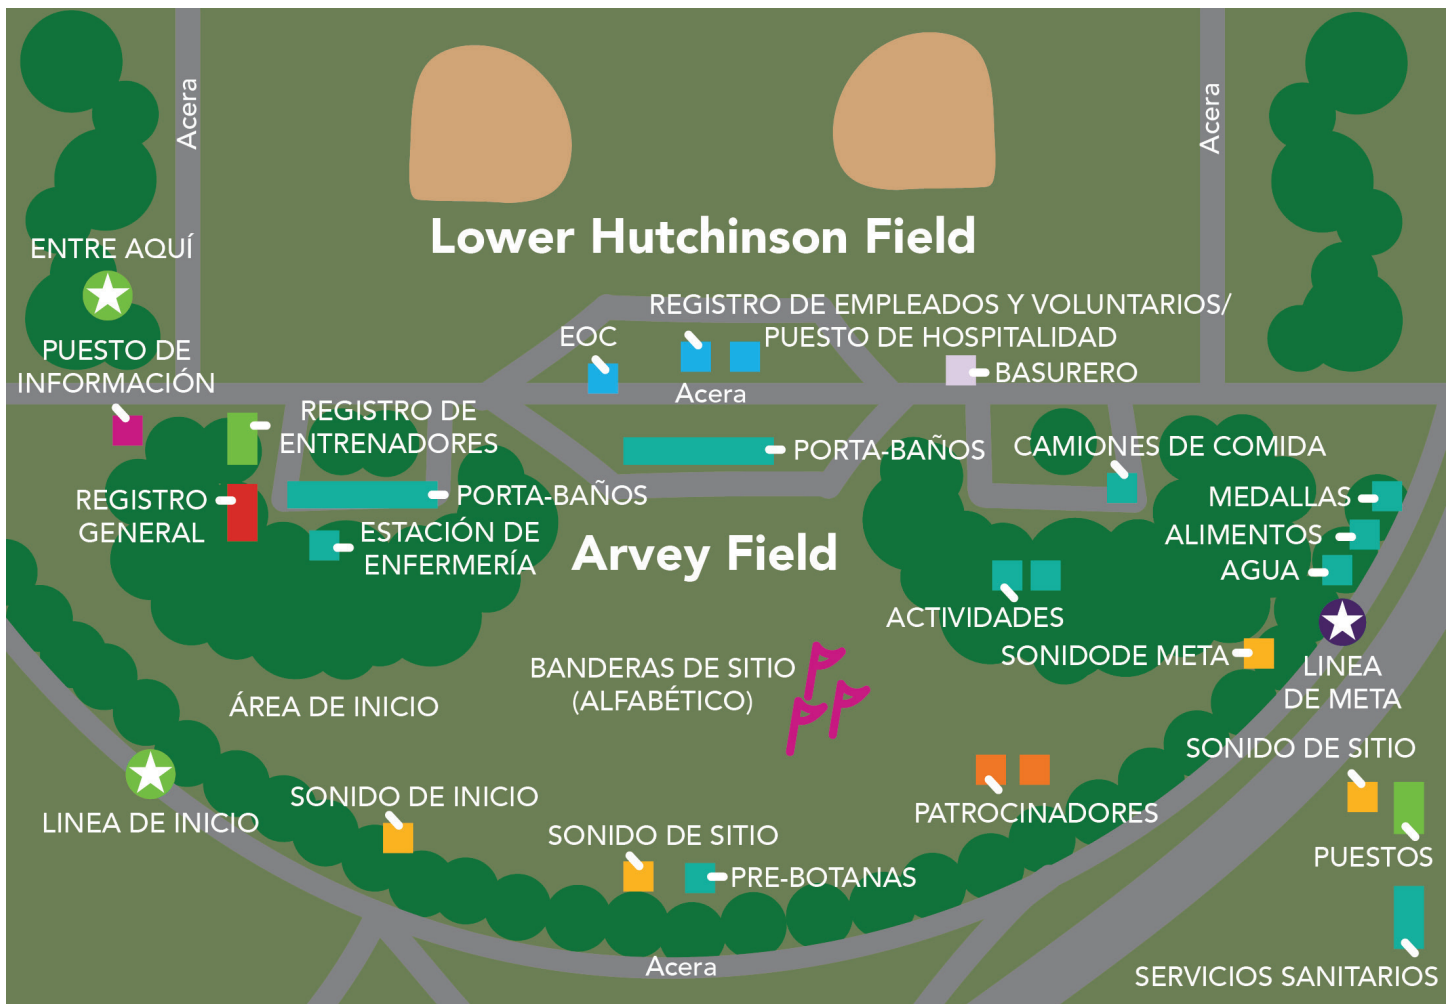 Acera
Acera
Lower Hutchinson Field
ENTRE AQUÍ
REGISTRO DE EMPLEADOS Y VOLUNTARIOS/
PUESTO DE HOSPITALIDAD
EOC
PUESTO DE
INFORMACIÓN
BASURERO
Acera
REGISTRO DE
ENTRENADORES
PORTA-BAÑOS
CAMIONES DE COMIDA
REGISTRO
GENERAL
PORTA-BAÑOS
MEDALLAS
ESTACIÓN DE
ENFERMERÍA
Arvey Field
ALIMENTOS
AGUA
ACTIVIDADES
SONIDODE META
LINEA
DE META
BANDERAS DE SITIO
(ALFABÉTICO)
ÁREA DE INICIO
SONIDO DE SITIO
LINEA DE INICIO
SONIDO DE INICIO
PATROCINADORES
SONIDO DE SITIO
PUESTOS
PRE-BOTANAS
Acera
SERVICIOS SANITARIOS